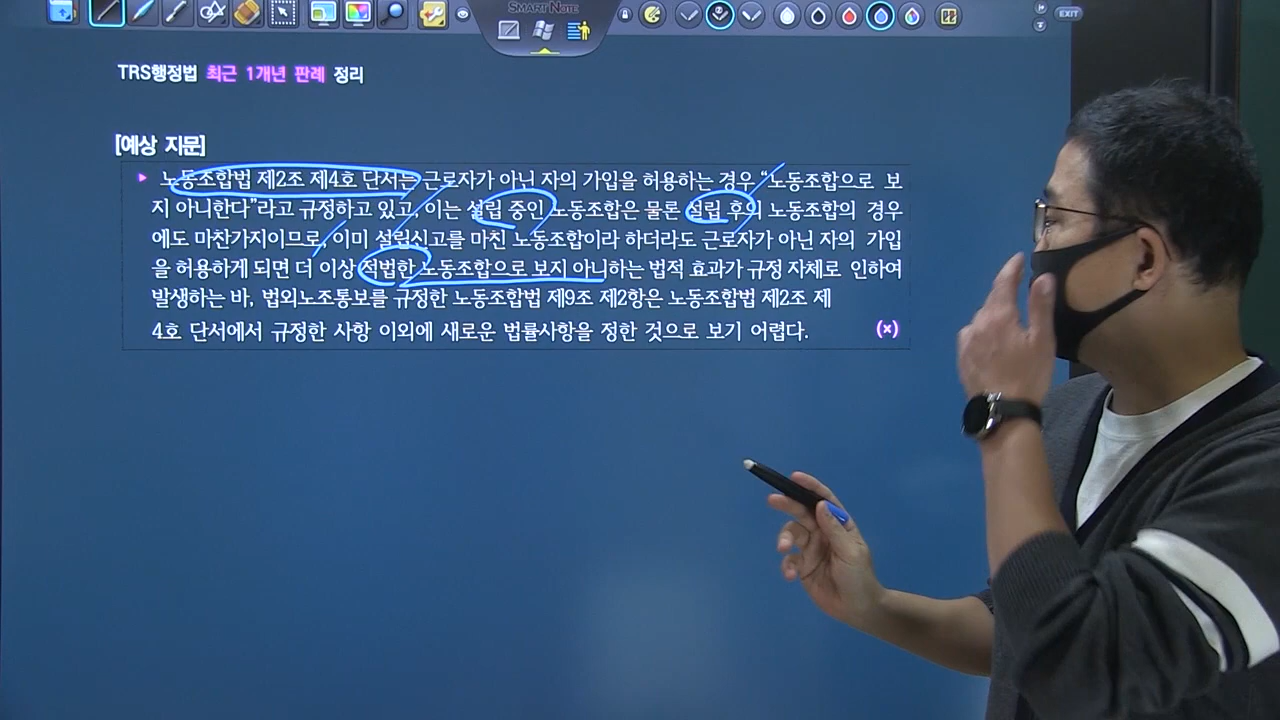 SMARTNOTE
EXIT
TRS행정법 최근 1개년 판례 정리
[예상 지문]
▶ 노동조합법 제2조 제4호 단서는 근로자가 아닌 자의 가입을 허용하는 경우 “노동조합으로 보
지 아니한다”라고 규정하고 있고, 이는 설립 중인 노동조합은 물론 설립 후의 노동조합의 경우
에도 마찬가지이므로, 이미 설립신고를 마친 노동조합이라 하더라도 근로자가 아닌 자의 가입
을 허용하게 되면 더 이상 적법한 노동조합으로 보지 아니하는 법적 효과가 규정 자체로 인하여
발생하는 바, 법외노조통보를 규정한 노동조합법 제9조 제2항은 노동조합법 제2조 제
4호 단서에서 규정한 사항 이외에 새로운 법률사항을 정한 것으로 보기 어렵다. (×)